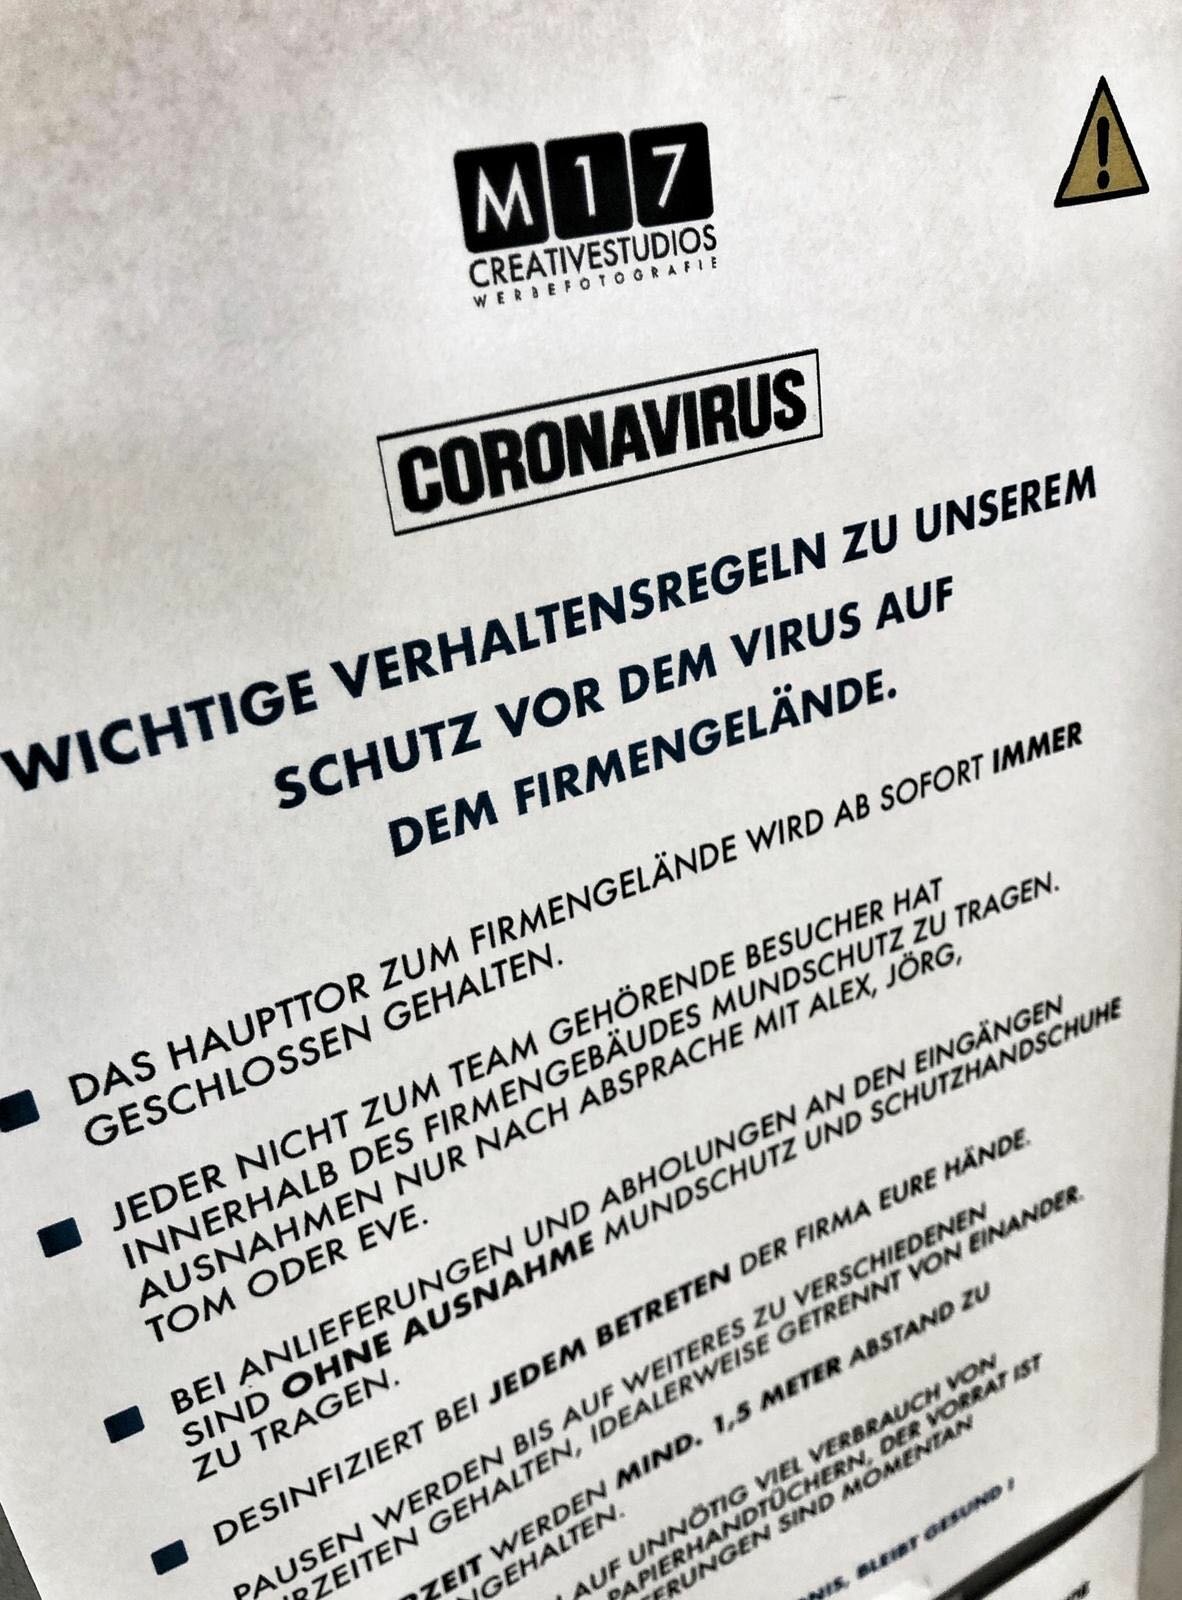 M17
CREATIVESTUDIOS
WERBEFOTOGRAFIE
CORONAVIRUS
WICHTIGE VERHALTENSREGELN ZU UNSEREM
SCHUTZ VOR DEM VIRUS AUF
DEM FIRMENGELÄNDE.
DAS HAUPTTOR ZUM FIRMENGELÄNDE WIRD AB SOFORT IMMER
GESCHLOSSEN GEHALTEN.
JEDER NICHT ZUM TEAM GEHÖRENDE BESUCHER HAT
INNERHALB DES FIRMENGEBÄUDES MUNDSCHUTZ ZU TRAGEN.
AUSNAHMEN NUR NACH ABSPRACHE MIT ALEX, JÖRG,
TOM ODER EVE.
BEI ANLIEFERUNGEN UND ABHOLUNGEN AN DEN EINGÄNGEN
SIND OHNE AUSNAHME MUNDSCHUTZ UND SCHUTZHANDSCHUHE
ZU TRAGEN.
DESINFIZIERT BEI JEDEM BETRETEN DER FIRMA EURE HÄNDE.
PAUSEN WERDEN BIS AUF WEITERES ZU VERSCHIEDENEN
RZEITEN GEHALTEN, IDEALERWEISE GETRENNT VON EINANDER.
RZEIT WERDEN MIND. 1,5 METER ABSTAND ZU
NGEHALTEN.
AUF UNNÖTIG VIEL VERBRAUCH VON
PAPIERHANDTÜCHERN, DER VORRAT IST
ERUNGEN SIND MOMENTAN
NIS, BLEIBT GESUND !